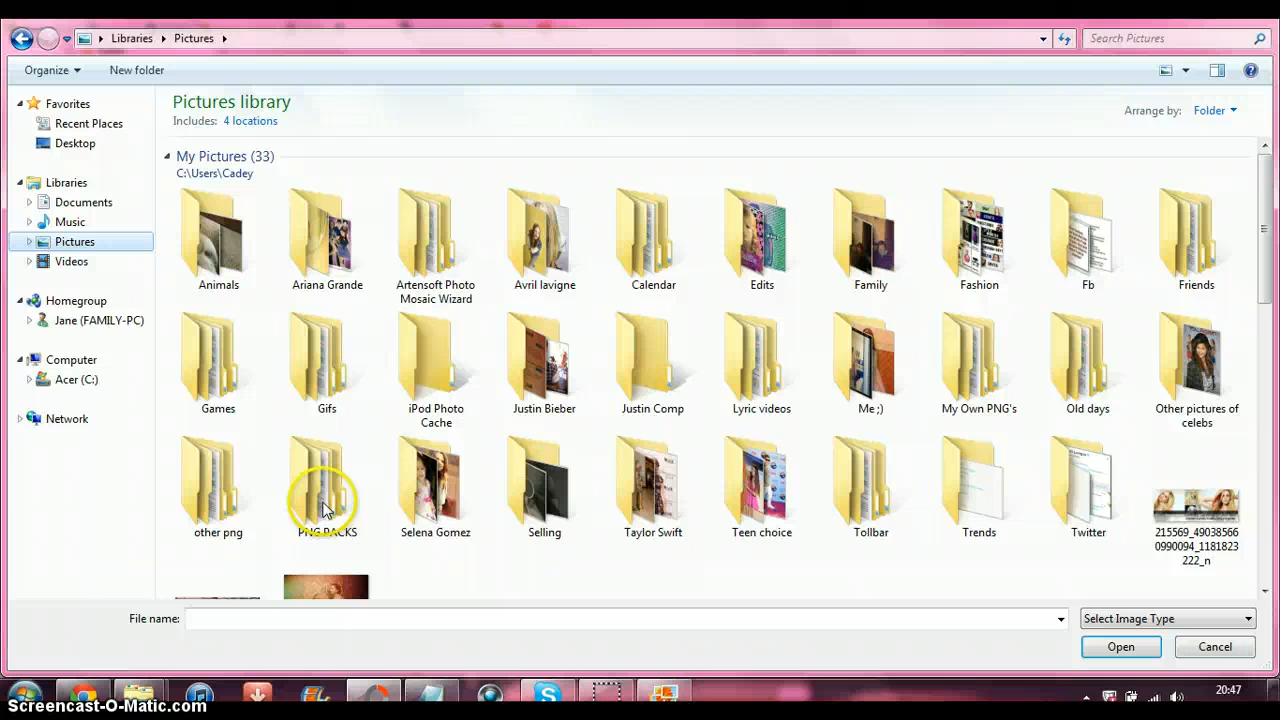 Libraries
Pictures
Search Pictures
Organize
New folder
Favorites
Recent Places
Desktop
Libraries
Documents
Music
Pictures
Videos
Homegroup
Jane (FAMILY-PC)
Computer
Acer (C:)
Network
Pictures library
Includes: 4 locations
Arrange by: Folder
My Pictures (33)
C:\Users\Cadey
Animals
Ariana Grande
Artensoft Photo
Mosaic Wizard
Avril lavigne
Calendar
Edits
Family
Fashion
Fb
Friends
Games
Gifs
iPod Photo
Cache
Justin Bieber
Justin Comp
Lyric videos
Me ;)
My Own PNG's
Old days
Other pictures of
celebs
other png
PNG PACKS
Selena Gomez
Selling
Taylor Swift
Teen choice
Tollbar
Trends
Twitter
215569_49038566
0990094_1181823
222_n
File name:
Select Image Type
Open
Cancel
20:47
Screencast-O-Matic.com